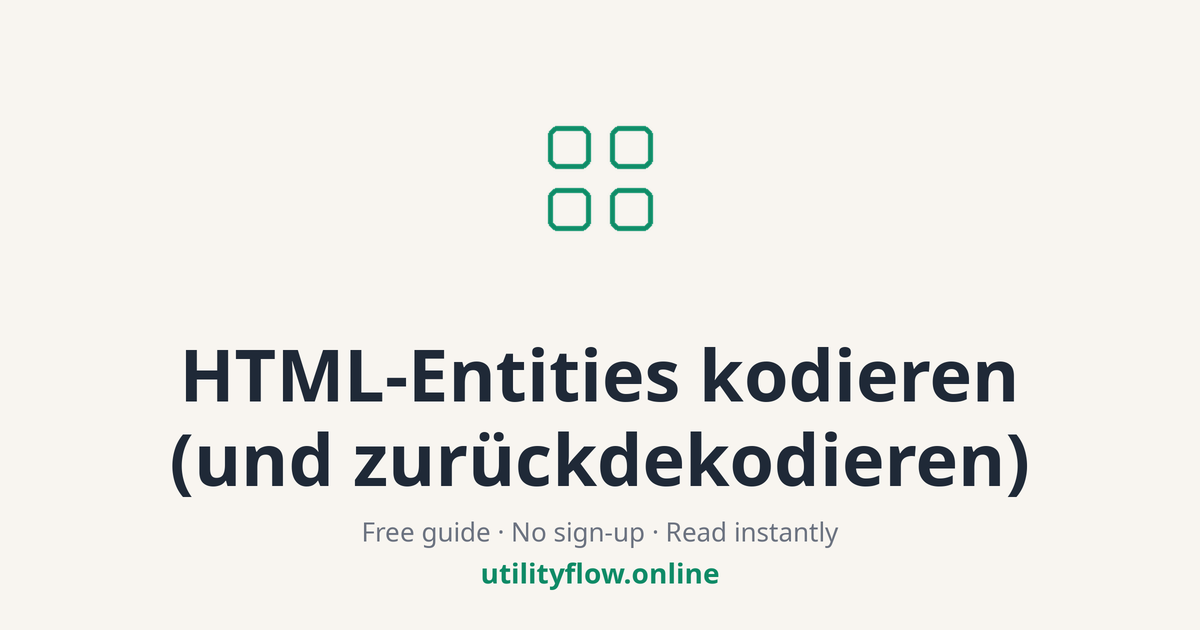 HTML-Entities kodieren
(und zurückdekodieren)
Free guide · No sign-up · Read instantly
utilityflow.online